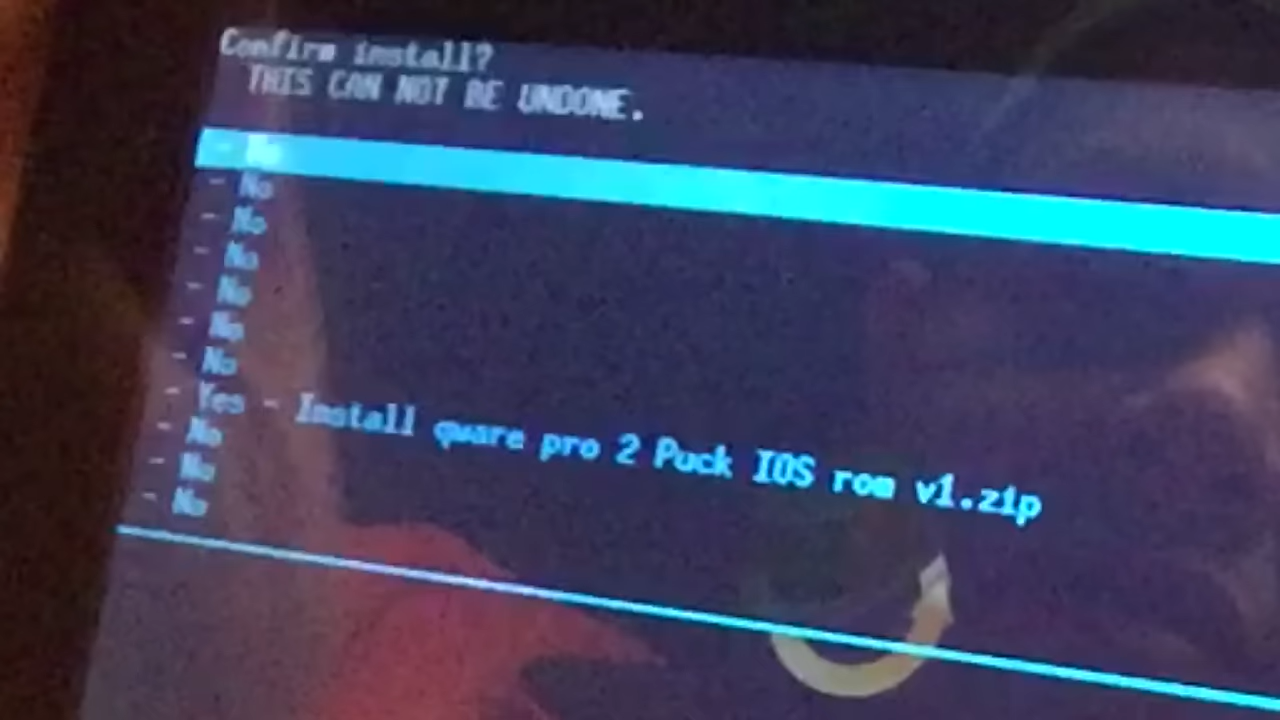 Confirm install?
THIS CAN NOT BE UNDONE.
- No
- No
- No
- No
- No
- No
- No
- Yes - Install qware pro 2 Puck IOS rom v1.zip
- No
- No
- No